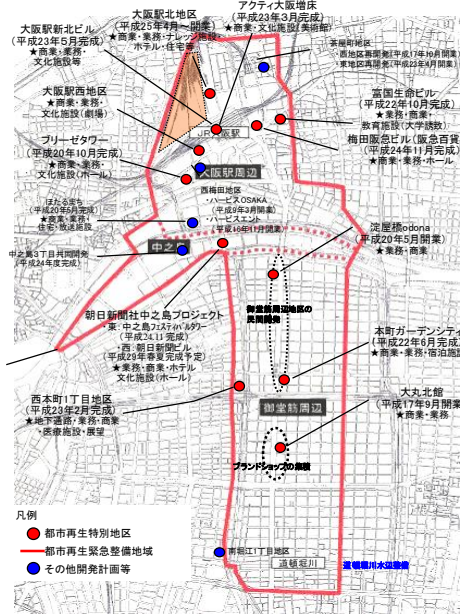 大阪駅北地区
(平成25年4月～開業)
★商業・業務・ナレッジ施設・
ホテル・住宅等
アクティ大阪増床
(平成23年3月完成)
★商業・文化施設(美術館)
大阪駅新北ビル
(平成23年5月完成)
★商業・業務・
文化施設等
茶屋町地区
・西地区再開発(平成17年10月開業)
・東地区再開発(平成23年4月開業)
大阪駅西地区
★商業・業務・
文化施設(劇場)
富国生命ビル
(平成22年10月完成)
★業務・商業・
教育施設(大学誘致)
JR大阪駅
梅田阪急ビル(阪急百貨
(平成24年11月完成)
★商業・業務・ホール
ブリーゼタワー
(平成20年10月完成)
★商業・業務・
文化施設(ホール)
大阪駅周辺
西梅田地区
・ハービスOSAKA
(平成9年3月開業)
・ハービスエント
(平成16年11月開業)
ほたるまち
(平成20年5月完成)
★商業・業務・
住宅・放送施設
中之島
中之島3丁目共同開発
(平成24年度完成)
淀屋橋odona
(平成20年5月開業)
★業務・商業
朝日新聞社中之島プロジェクト
・東:中之島フェスティバルタワー
(平成24.11完成)
・西:朝日新聞ビル
(平成29年春夏完成予定)
★業務・商業・ホテル
文化施設(ホール)
御堂筋周辺地区の
民間開発
本町ガーデンシティ
(平成22年6月完成)
★商業・業務・宿泊施設
西本町1丁目地区
(平成23年2月完成)
★地下通路・業務・商業
・医療施設・展望
御堂筋周辺
大丸北館
(平成17年9月開業)
★商業・業務
ブランドショップの集積
凡例
都市再生特別地区
都市再生緊急整備地域
その他開発計画等
南堀江1丁目地区
道頓堀川
道頓堀川水辺整備